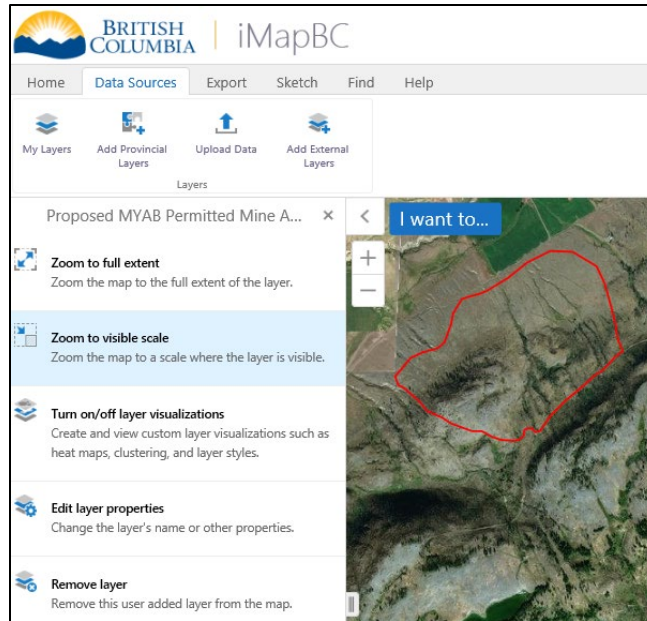 BRITISH
COLUMBIA
iMapBC
Home Data Sources Export Sketch Find Help
My Layers Add Provincial Upload Data Add External
Layers Layers
Layers
Proposed MYAB Permitted Mine A... × <
I want to...
+
−
Zoom to full extent
Zoom the map to the full extent of the layer.
Zoom to visible scale
Zoom the map to a scale where the layer is visible.
Turn on/off layer visualizations
Create and view custom layer visualizations such as
heat maps, clustering, and layer styles.
Edit layer properties
Change the layer's name or other properties.
Remove layer
Remove this user added layer from the map.